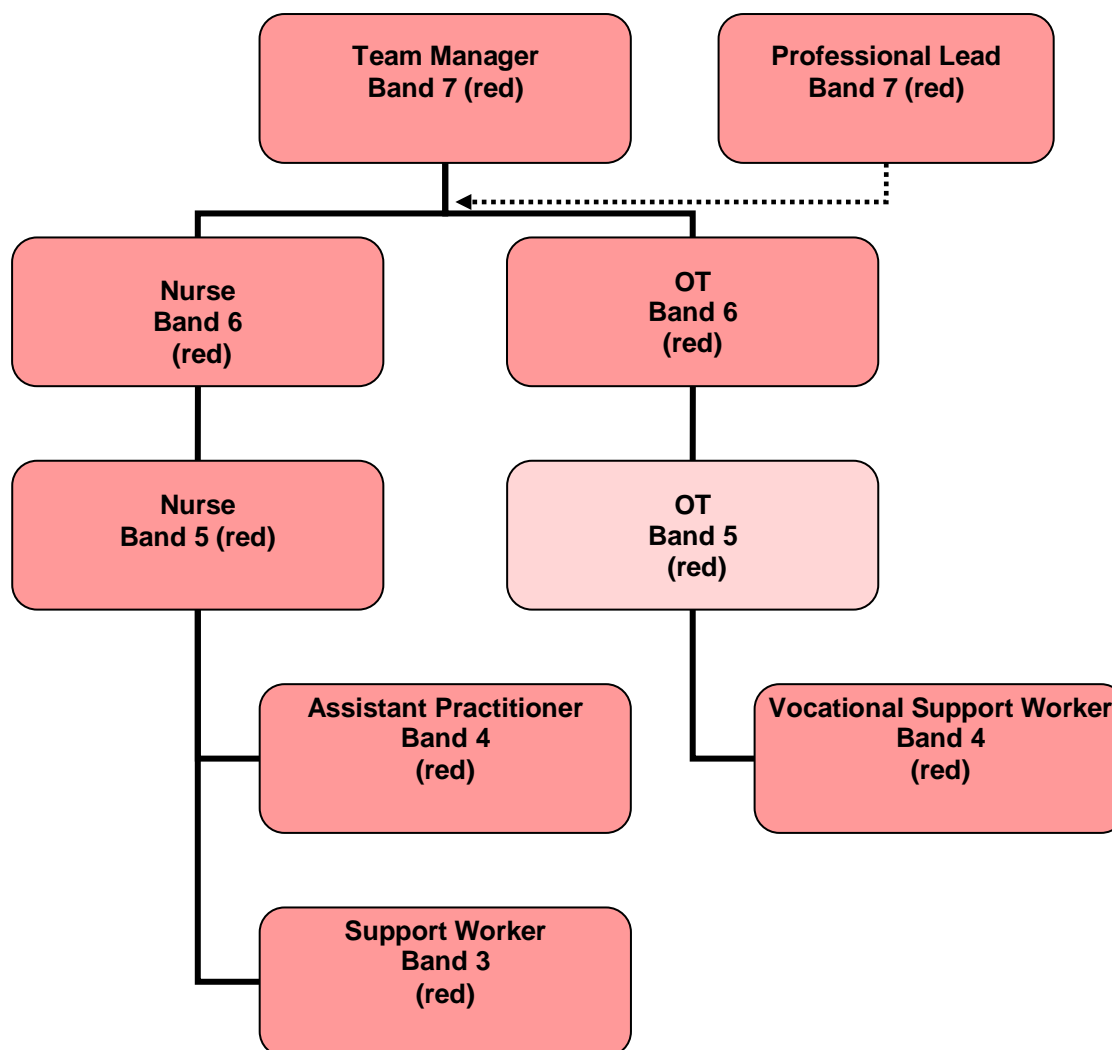 Team Manager
Band 7 (red)
Professional Lead
Band 7 (red)
Nurse
Band 6
(red)
OT
Band 6
(red)
Nurse
Band 5 (red)
OT
Band 5
(red)
Assistant Practitioner
Band 4
(red)
Vocational Support Worker
Band 4
(red)
Support Worker
Band 3
(red)